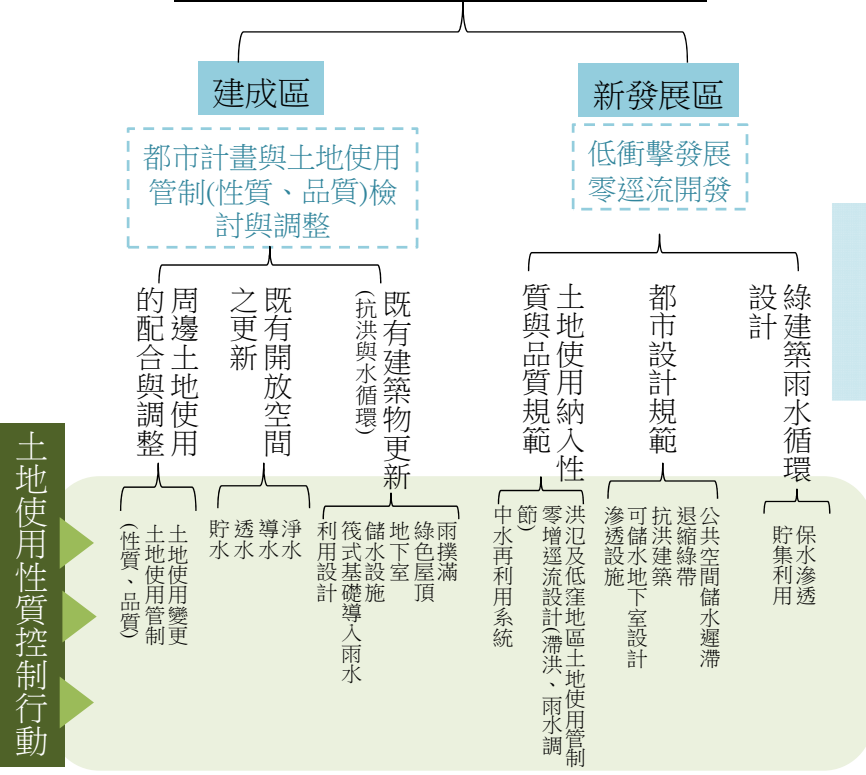 建成區
新發展區
都市計畫與土地使用
管制(性質、品質)檢
討與調整
低衝擊發展
零逕流開發
周邊土地使用
的配合與調整
既有開放空間
之更新
既有建築物更新
(抗洪與水循環)
土地使用納入性
質與品質規範
都市設計規範
綠建築雨水循環
設計
土地使用性質控制行動
土地使用變更
土地使用管制
(性質、品質)
淨水
導水
透水
貯水
雨撲滿
綠色屋頂
地下室
儲水設施
筏式基礎導入雨水
利用設計
洪氾及低窪地區土地使用管制
零增逕流設計(滯洪、雨水調
節)
中水再利用系統
公共空間儲水遲滯
退縮綠帶
抗洪建築
可儲水地下室設計
滲透設施
保水滲透
貯集利用